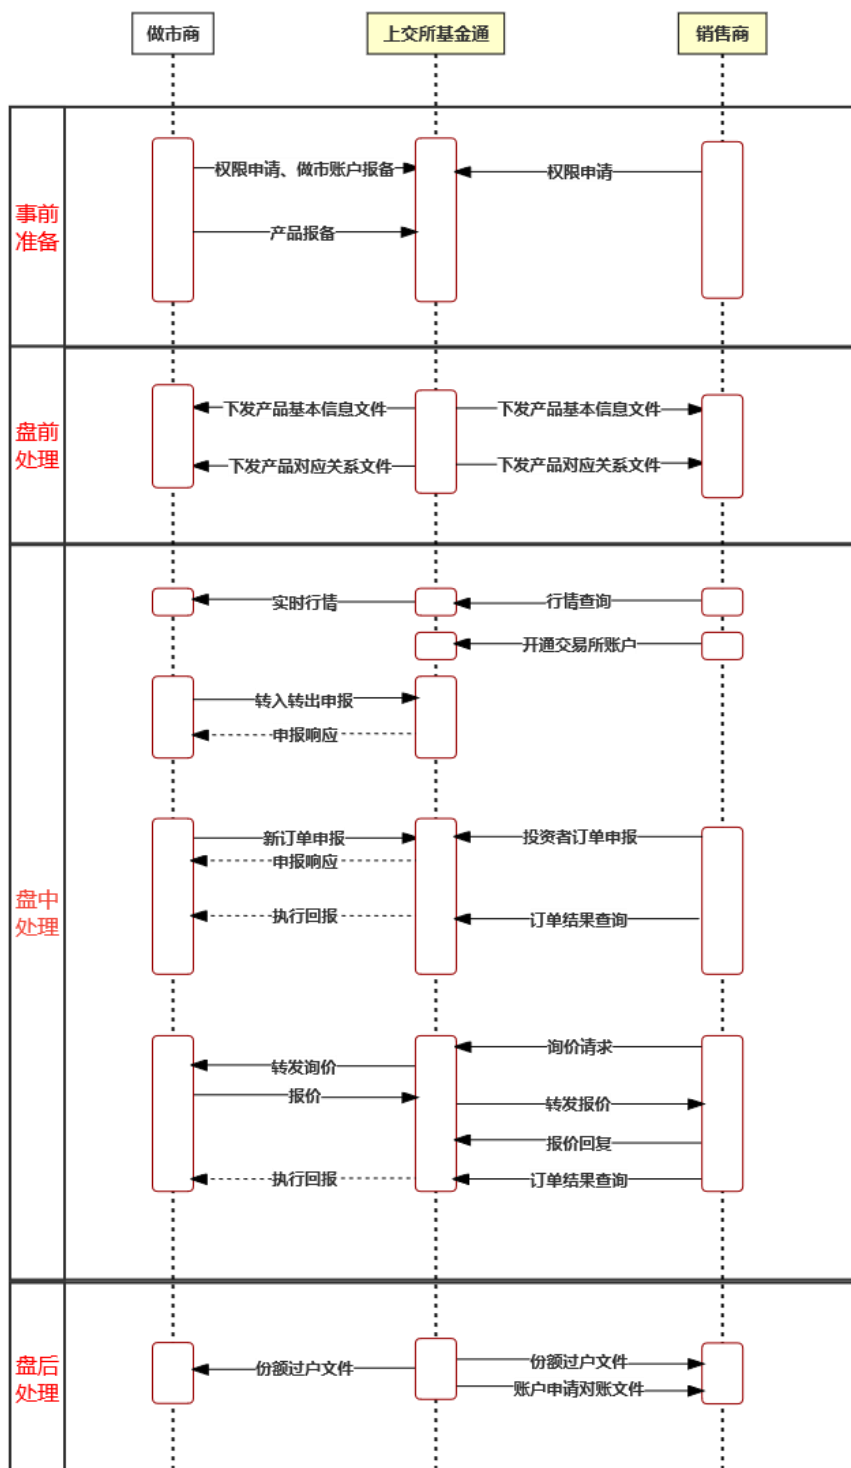 做市商
上交所基金通
销售商
事前
准备
权限申请、做市账户报备
权限申请
产品报备
盘前
处理
下发产品基本信息文件
下发产品基本信息文件
下发产品对应关系文件
下发产品对应关系文件
盘中
处理
实时行情
行情查询
开通交易所账户
转入转出申报
申报响应
新订单申报
投资者订单申报
申报响应
执行回报
订单结果查询
询价请求
转发询价
报价
转发报价
报价回复
执行回报
订单结果查询
盘后
处理
份额过户文件
份额过户文件
账户申请对账文件